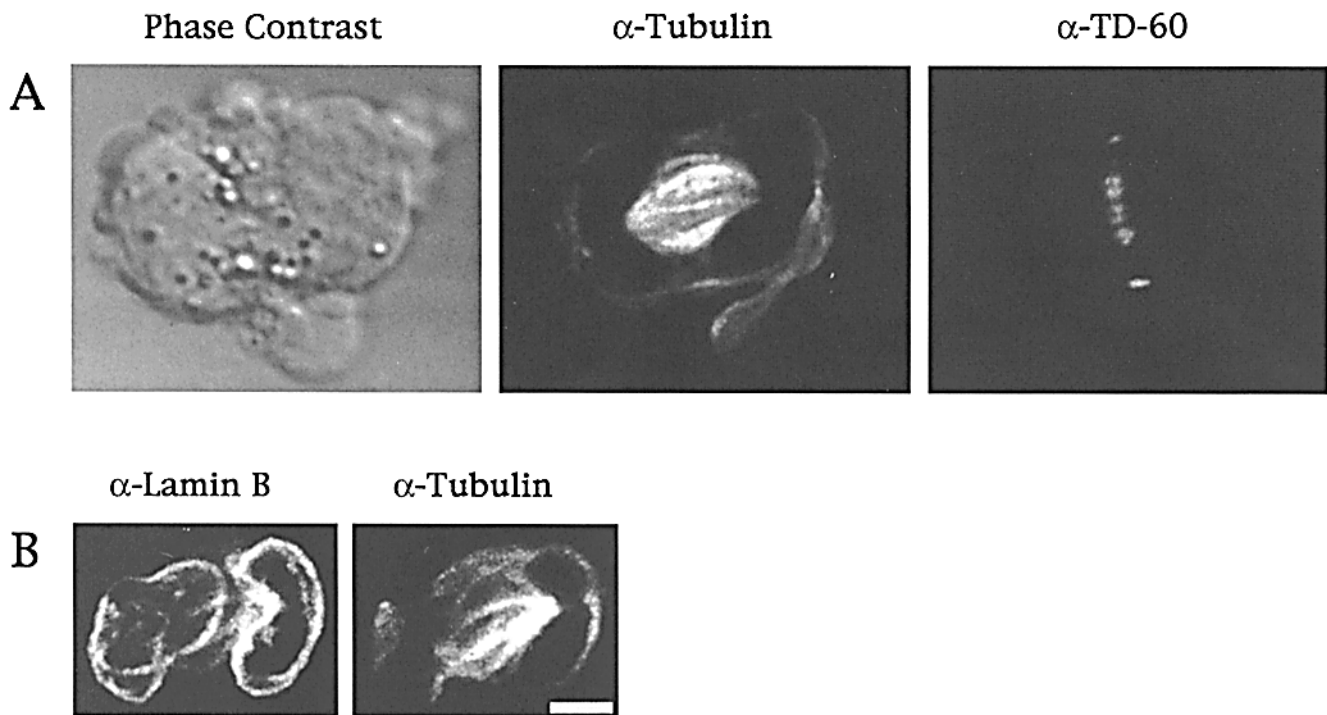 Phase Contrast α-Tubulin α-TD-60
A
α-Lamin B α-Tubulin
B